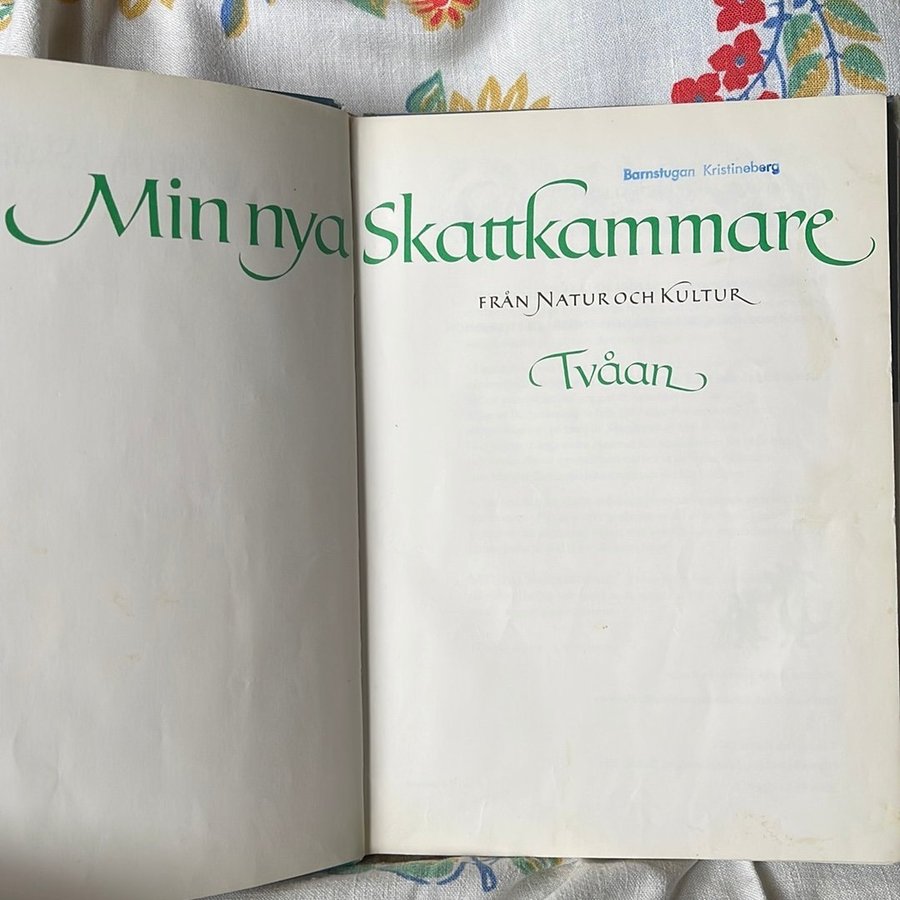 Barnstugan Kristineberg
Min nya Skattkammare
FRÅN NATUR OCH KULTUR
Tvåan